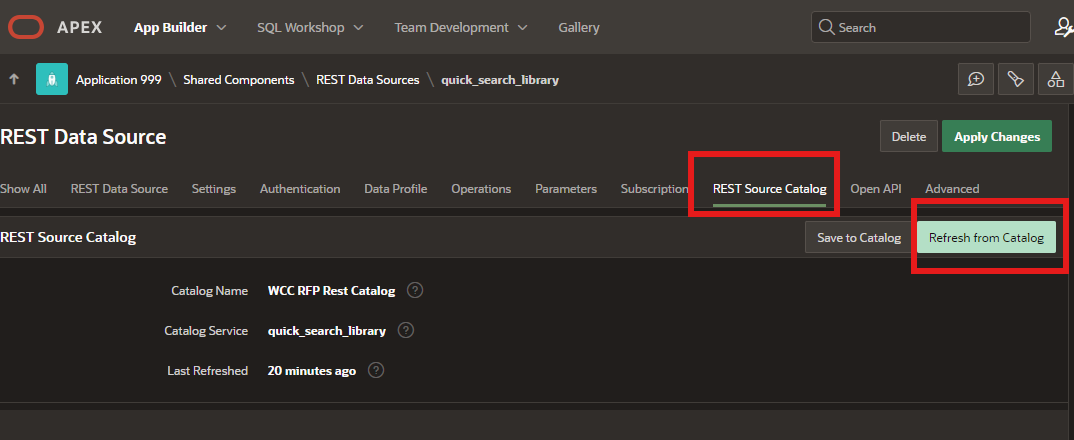 APEX App Builder SQL Workshop Team Development Gallery Search
Application 999 \ Shared Components \ REST Data Sources \ quick_search_library
REST Data Source Delete Apply Changes
Show All REST Data Source Settings Authentication Data Profile Operations Parameters Subscription REST Source Catalog Open API Advanced
REST Source Catalog Save to Catalog Refresh from Catalog
Catalog Name WCC RFP Rest Catalog ?
Catalog Service quick_search_library ?
Last Refreshed 20 minutes ago ?